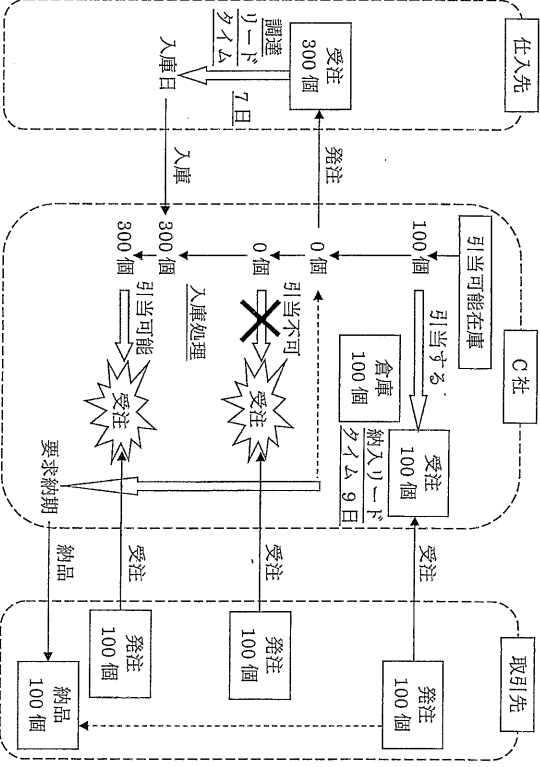 仕入先
受注
300個
調達
リード
タイム
7日
入庫日
発注
入庫
C社
引当可能在庫
100個
引当する
受注
100個
倉庫
100個
納入リード
タイム 9日
0個
0個
引当不可
受注
入庫処理
300個
300個
引当可能
受注
要求納期
受注
受注
受注
納品
取引先
発注
100個
発注
100個
発注
100個
納品
100個